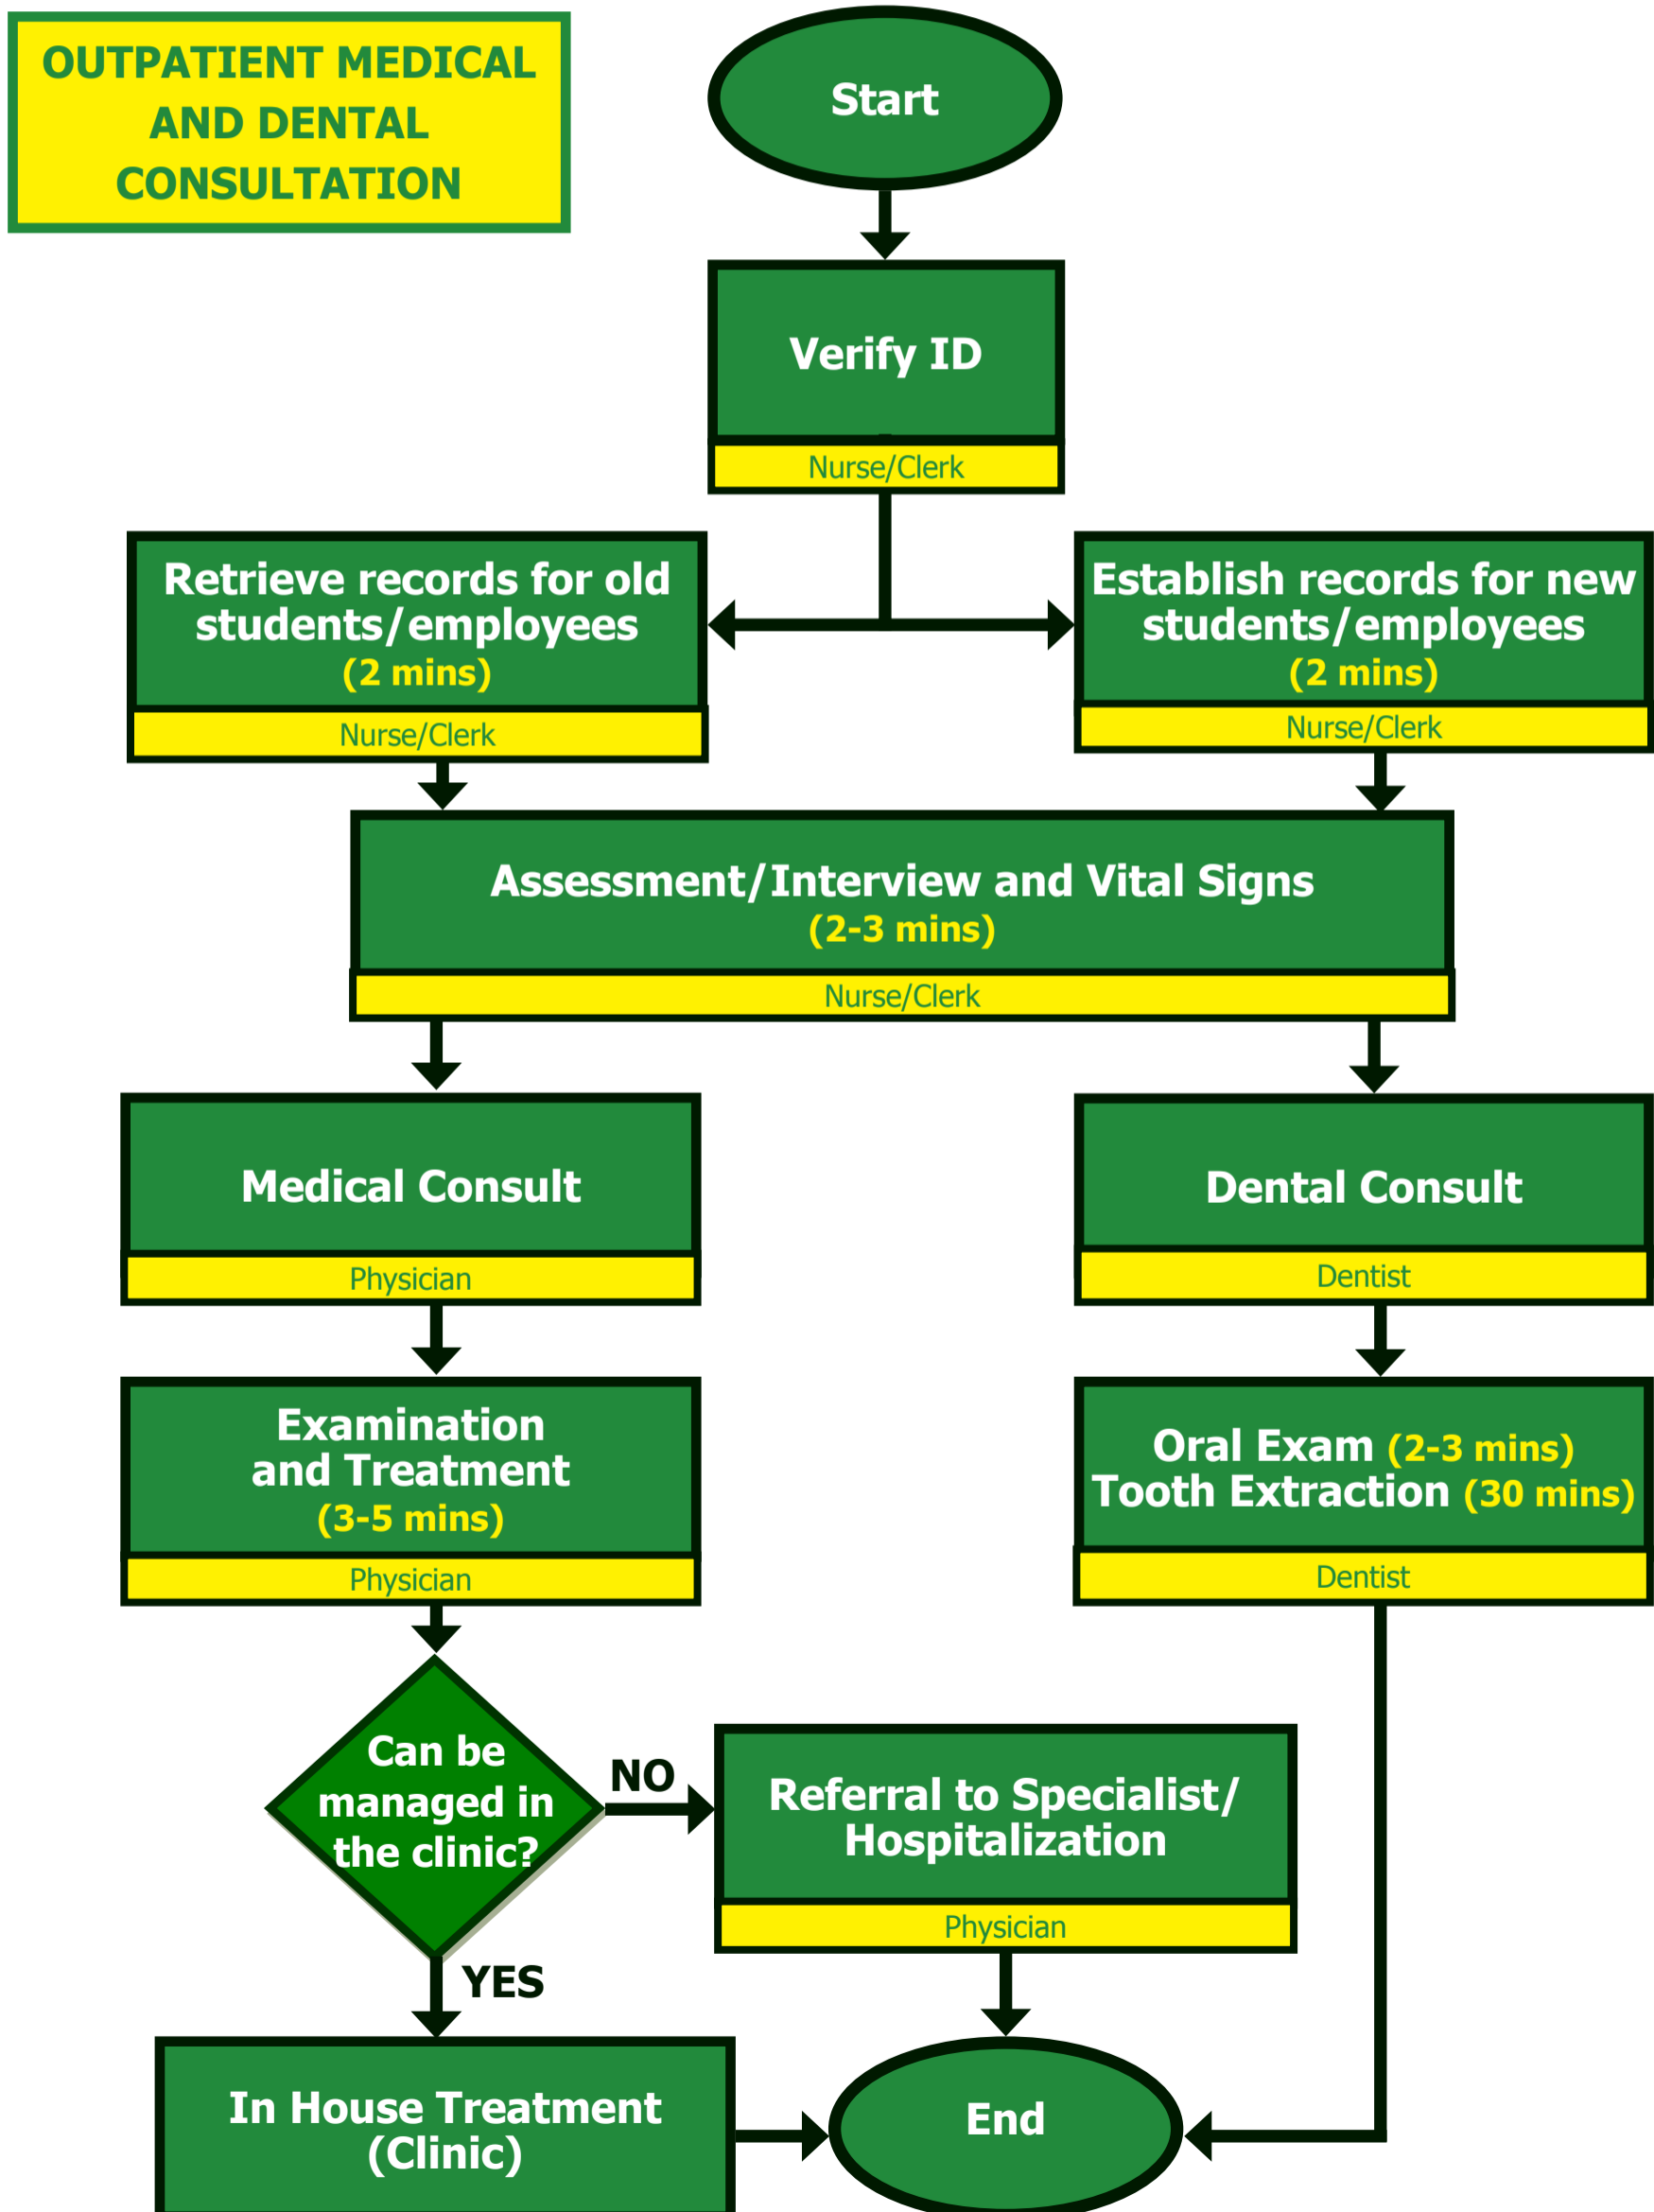 OUTPATIENT MEDICAL
AND DENTAL
CONSULTATION
Start
Verify ID
Nurse/Clerk
Retrieve records for old
students/employees
(2 mins)
Nurse/Clerk
Establish records for new
students/employees
(2 mins)
Nurse/Clerk
Assessment/Interview and Vital Signs
(2-3 mins)
Nurse/Clerk
Medical Consult
Physician
Dental Consult
Dentist
Examination
and Treatment
(3-5 mins)
Physician
Oral Exam (2-3 mins)
Tooth Extraction (30 mins)
Dentist
Can be
managed in
the clinic?
NO
Referral to Specialist/
Hospitalization
Physician
YES
In House Treatment
(Clinic)
End